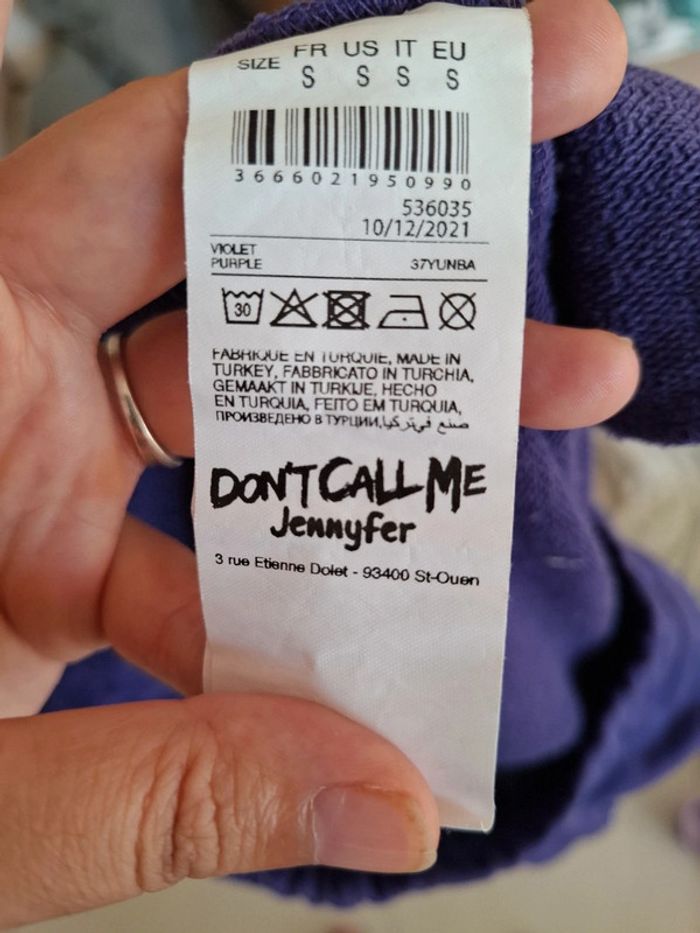 SIZE FR US IT EU
S S S S
3666021950990
536035
10/12/2021
VIOLET
PURPLE 37YUNBA
30
FABRIQUE EN TURQUIE, MADE IN
TURKEY, FABBRICATO IN TURCHIA,
GEMAAKT IN TURKIJE, HECHO
EN TURQUIA, FEITO EM TURQUIA,
ПРОИЗВЕДЕНО В ТУРЦИИ, صنع في تركيا
DON'T CALL ME
Jennyfer
3 rue Etienne Dolet - 93400 St-Ouen